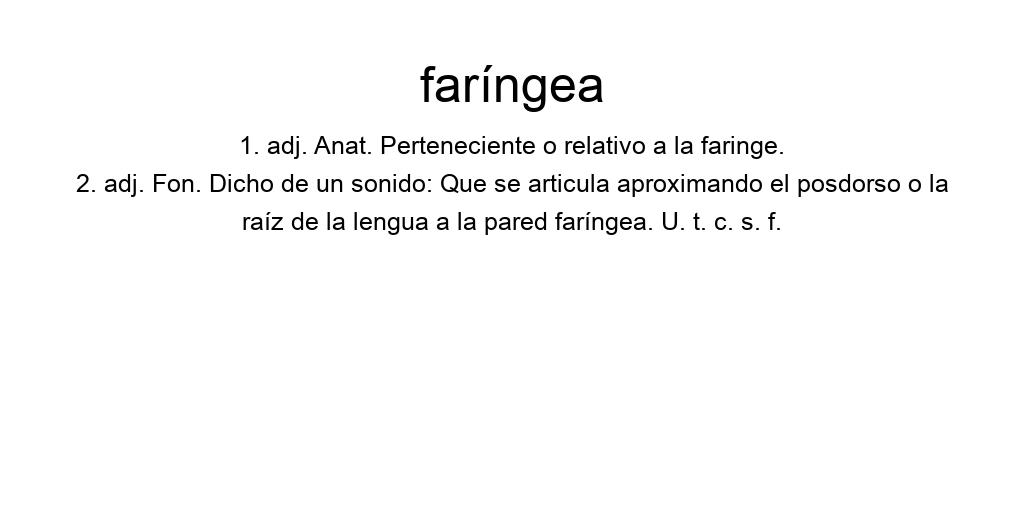 faríngea
1. adj. Anat. Perteneciente o relativo a la faringe.
2. adj. Fon. Dicho de un sonido: Que se articula aproximando el posdorso o la
raíz de la lengua a la pared faríngea. U. t. c. s. f.